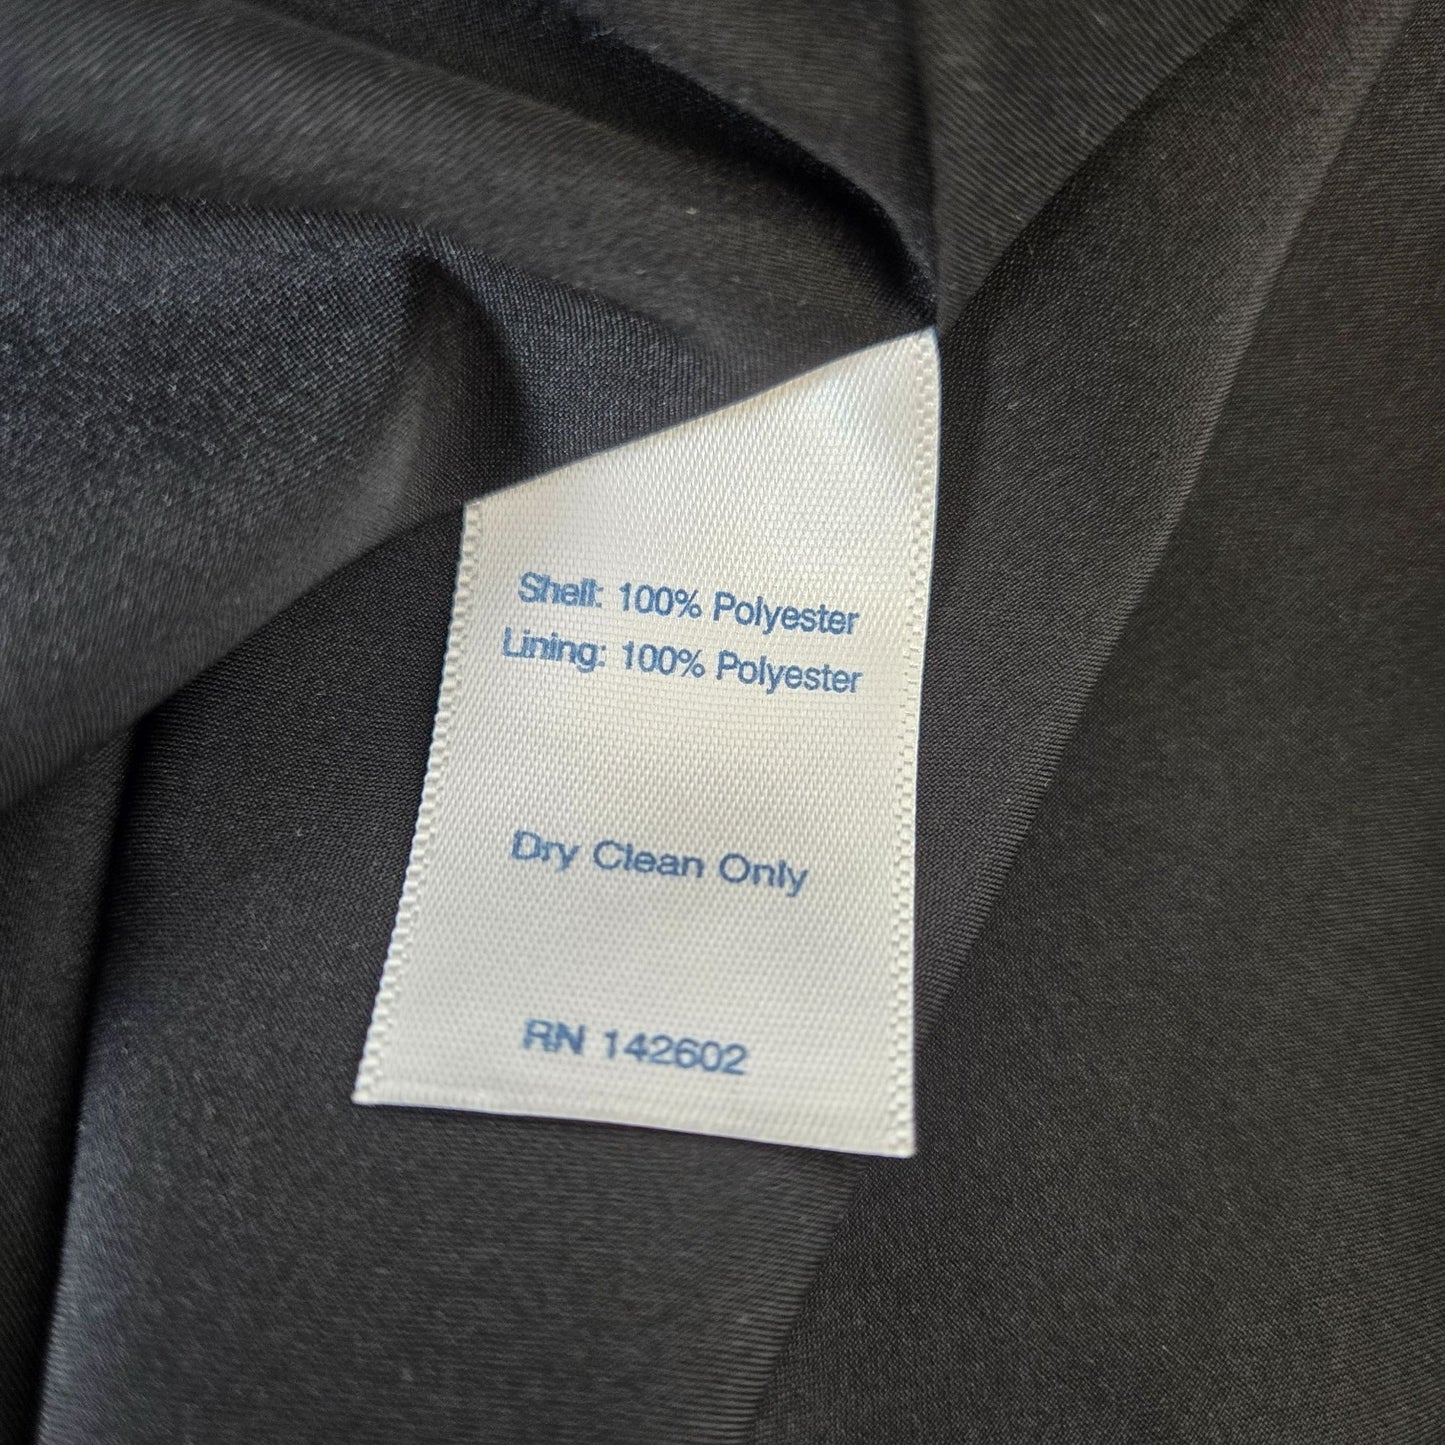 Shell: 100% Polyester
Lining: 100% Polyester
Dry Clean Only
RN 142602